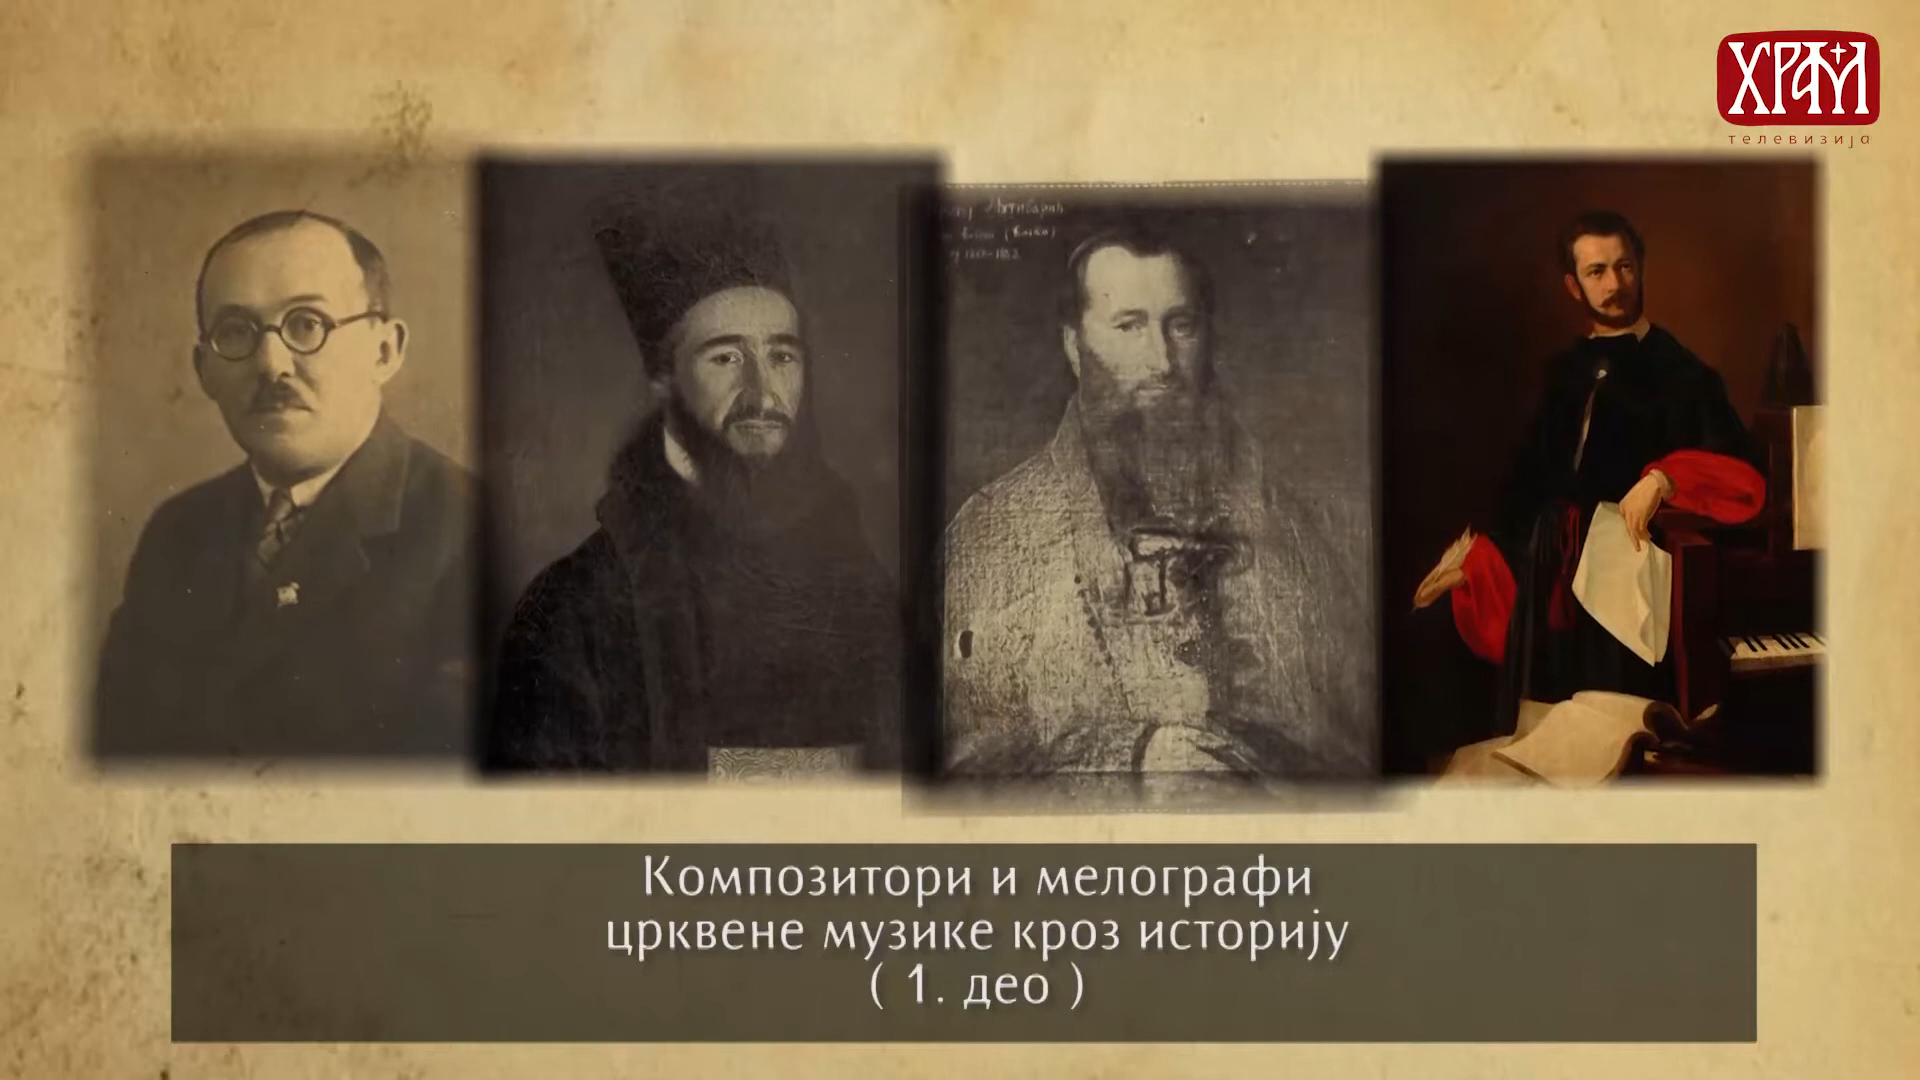 ХРАМ
телевизија
Композитори и мелографи
црквене музике кроз историју
( 1. део )